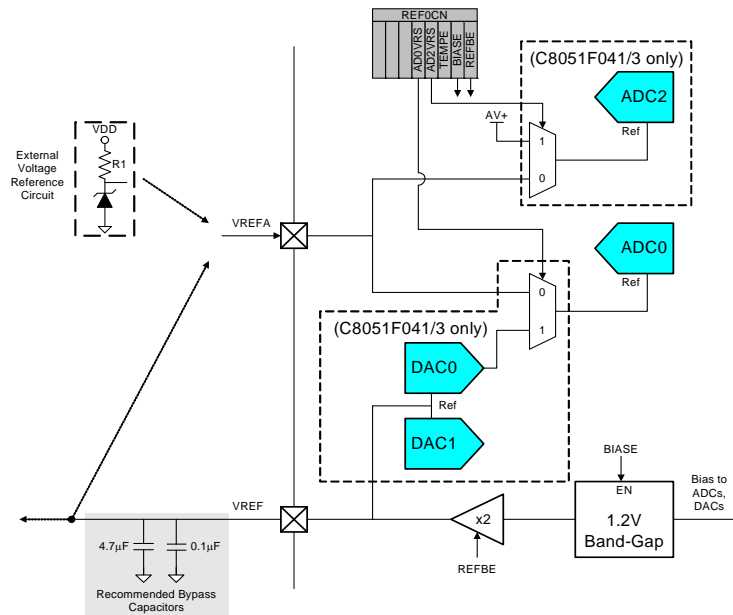 REF0CN
AD0VRS
AD2VRS
TEMPE
BIASE
REFBE
(C8051F041/3 only)
ADC2
Ref
AV+
1
0
VDD
R1
External
Voltage
Reference
Circuit
VREFA
ADC0
Ref
0
1
(C8051F041/3 only)
DAC0
Ref
DAC1
BIASE
EN
1.2V
Band-Gap
Bias to
ADCs,
DACs
VREF
x2
REFBE
4.7μF
0.1μF
Recommended Bypass
Capacitors